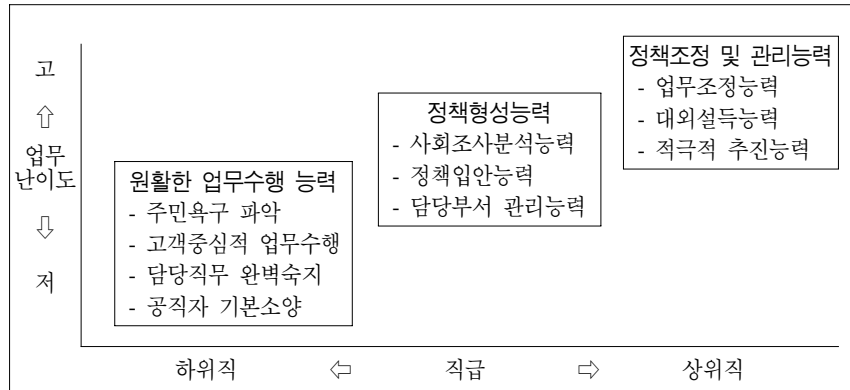 고
⇧
업무
난이도
⇩
저
원활한 업무수행 능력
- 주민욕구 파악
- 고객중심적 업무수행
- 담당직무 완벽숙지
- 공직자 기본소양
정책형성능력
- 사회조사분석능력
- 정책입안능력
- 담당부서 관리능력
정책조정 및 관리능력
- 업무조정능력
- 대외설득능력
- 적극적 추진능력
하위직 ⇦ 직급 ⇨ 상위직